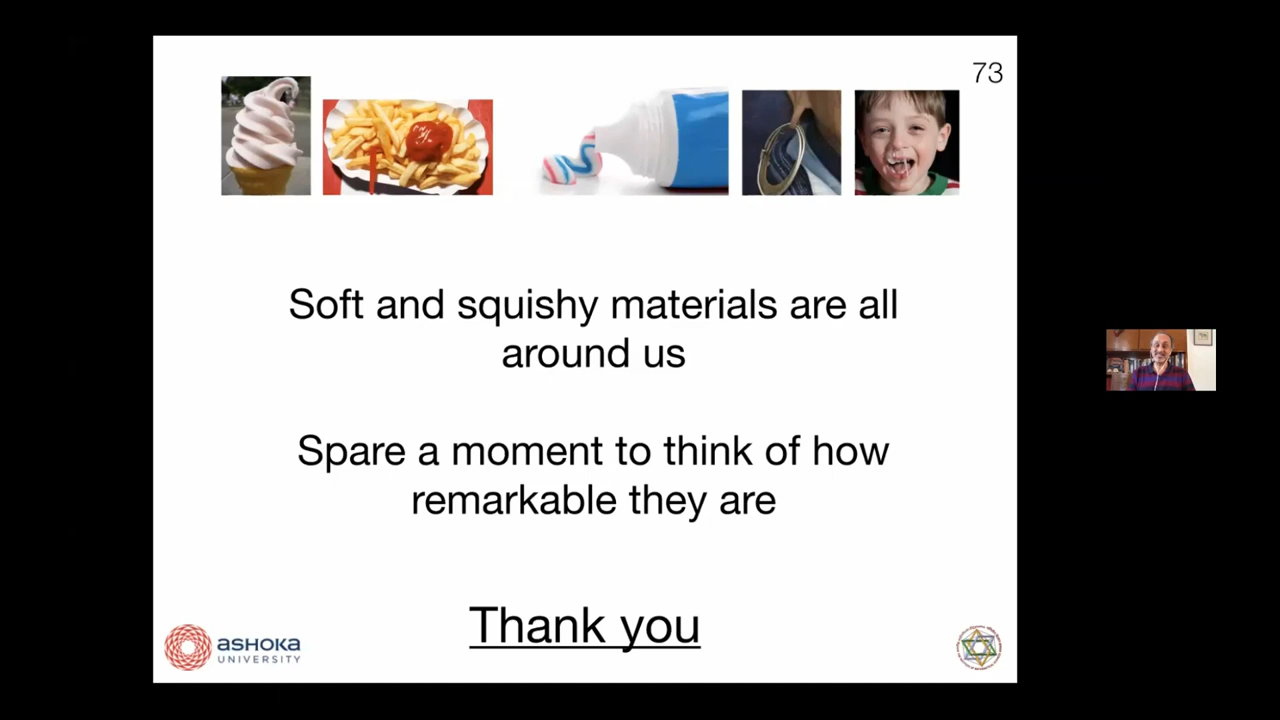 73
Soft and squishy materials are all
around us
Spare a moment to think of how
remarkable they are
Thank you
ASHOKA
UNIVERSITY